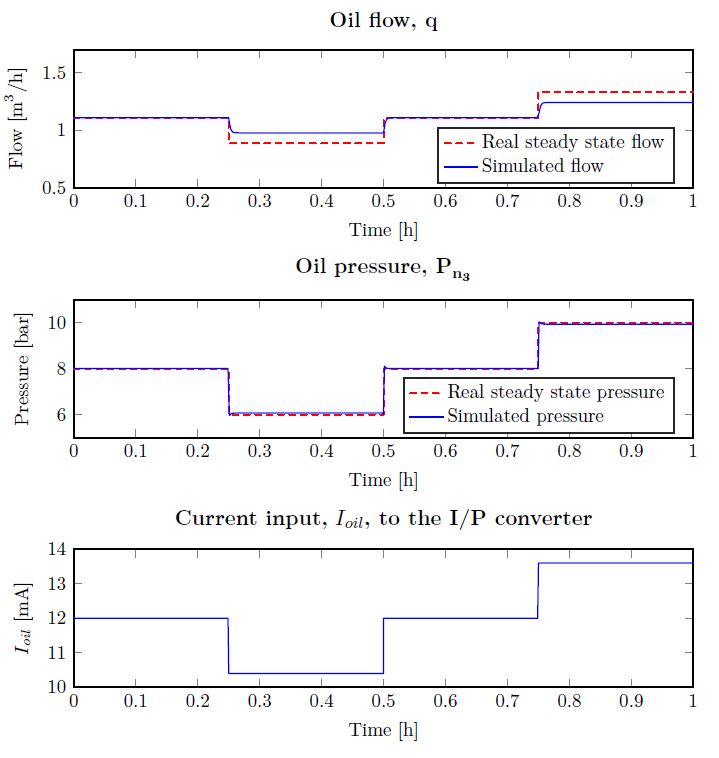 Oil flow, q
Flow [m³/h]
1.5
1
0.5
Real steady state flow
Simulated flow
0 0.1 0.2 0.3 0.4 0.5 0.6 0.7 0.8 0.9 1
Time [h]
Oil pressure, Pn₃
Pressure [bar]
10
8
6
Real steady state pressure
Simulated pressure
0 0.1 0.2 0.3 0.4 0.5 0.6 0.7 0.8 0.9 1
Time [h]
Current input, Ioil, to the I/P converter
Ioil [mA]
14
13
12
11
10
0 0.1 0.2 0.3 0.4 0.5 0.6 0.7 0.8 0.9 1
Time [h]